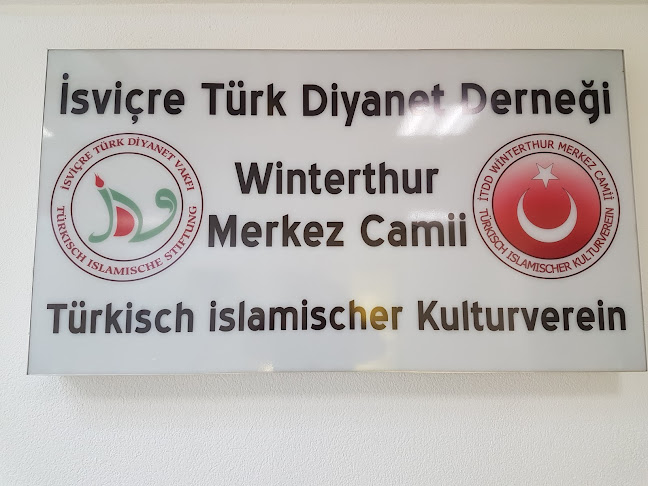 İsviçre Türk Diyanet Derneği
İSVİÇRE TÜRK DİYANET VAKFI
TÜRKISCH ISLAMISCHE STIFTUNG
Winterthur
Merkez Camii
İTDD WINTERTHUR MERKEZ CAMİİ
TÜRKISCH ISLAMISCHER KULTURVEREIN
Türkisch islamischer Kulturverein